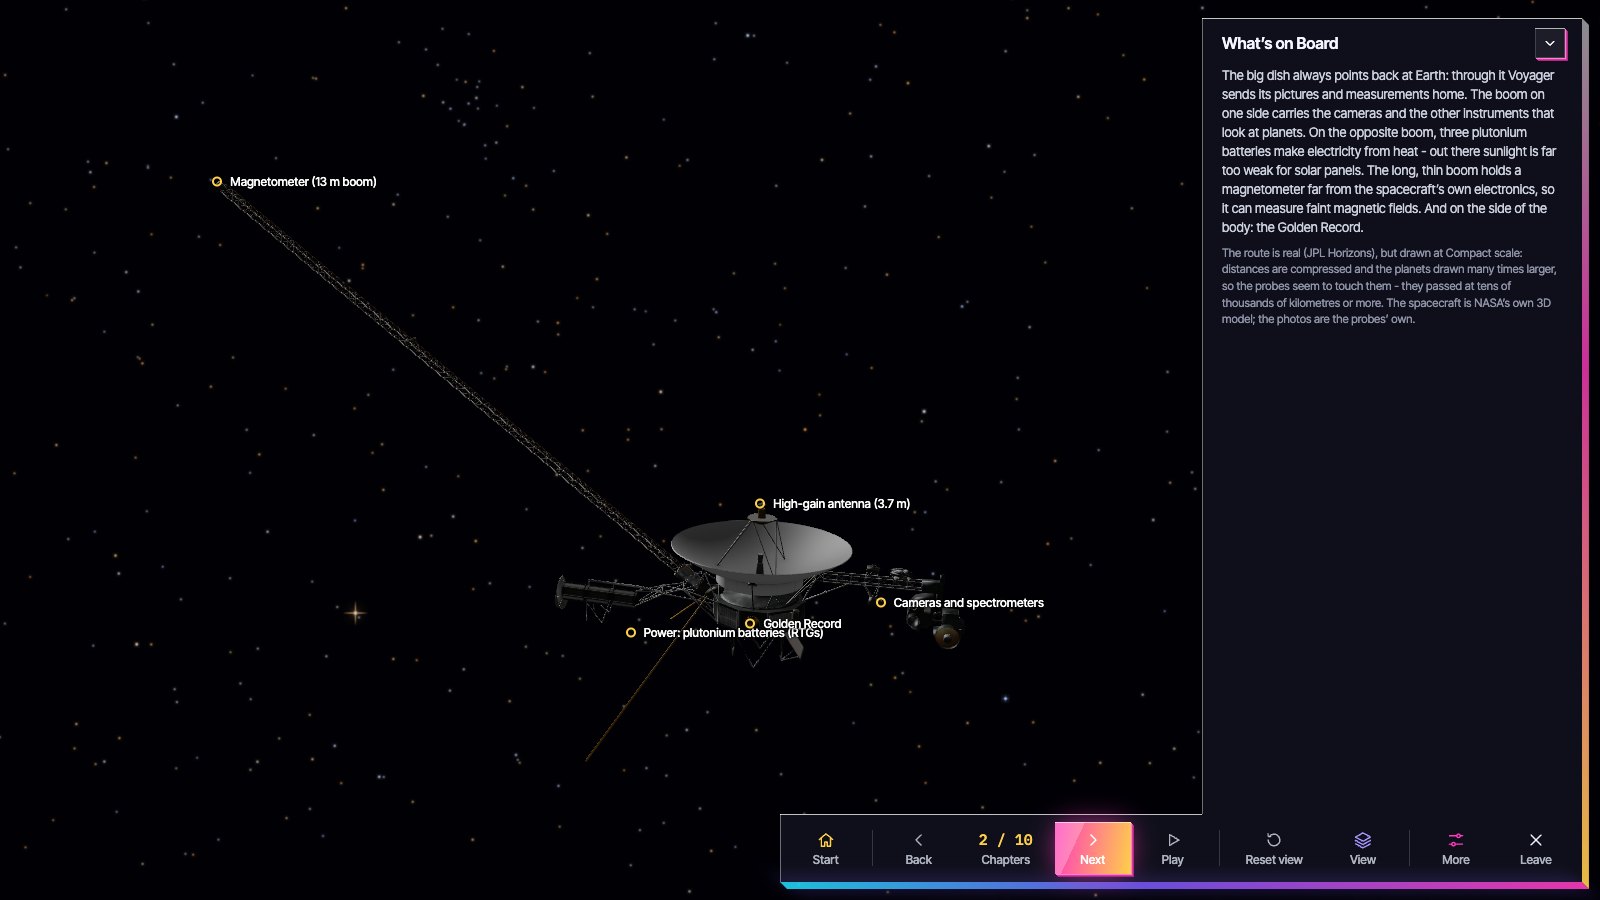 What's on Board
The big dish always points back at Earth: through it Voyager
sends its pictures and measurements home. The boom on
one side carries the cameras and the other instruments that
look at planets. On the opposite boom, three plutonium
batteries make electricity from heat - out there sunlight is far
too weak for solar panels. The long, thin boom holds a
magnetometer far from the spacecraft's own electronics, so
it can measure faint magnetic fields. And on the side of the
body: the Golden Record.
The route is real (JPL Horizons), but drawn at Compact scale:
distances are compressed and the planets drawn many times larger,
so the probes seem to touch them - they passed at tens of
thousands of kilometres or more. The spacecraft is NASA's own 3D
model; the photos are the probes' own.
Magnetometer (13 m boom)
High-gain antenna (3.7 m)
Cameras and spectrometers
Golden Record
Power: plutonium batteries (RTGs)
Start
Back
2 / 10
Chapters
Next
Play
Reset view
View
More
Leave